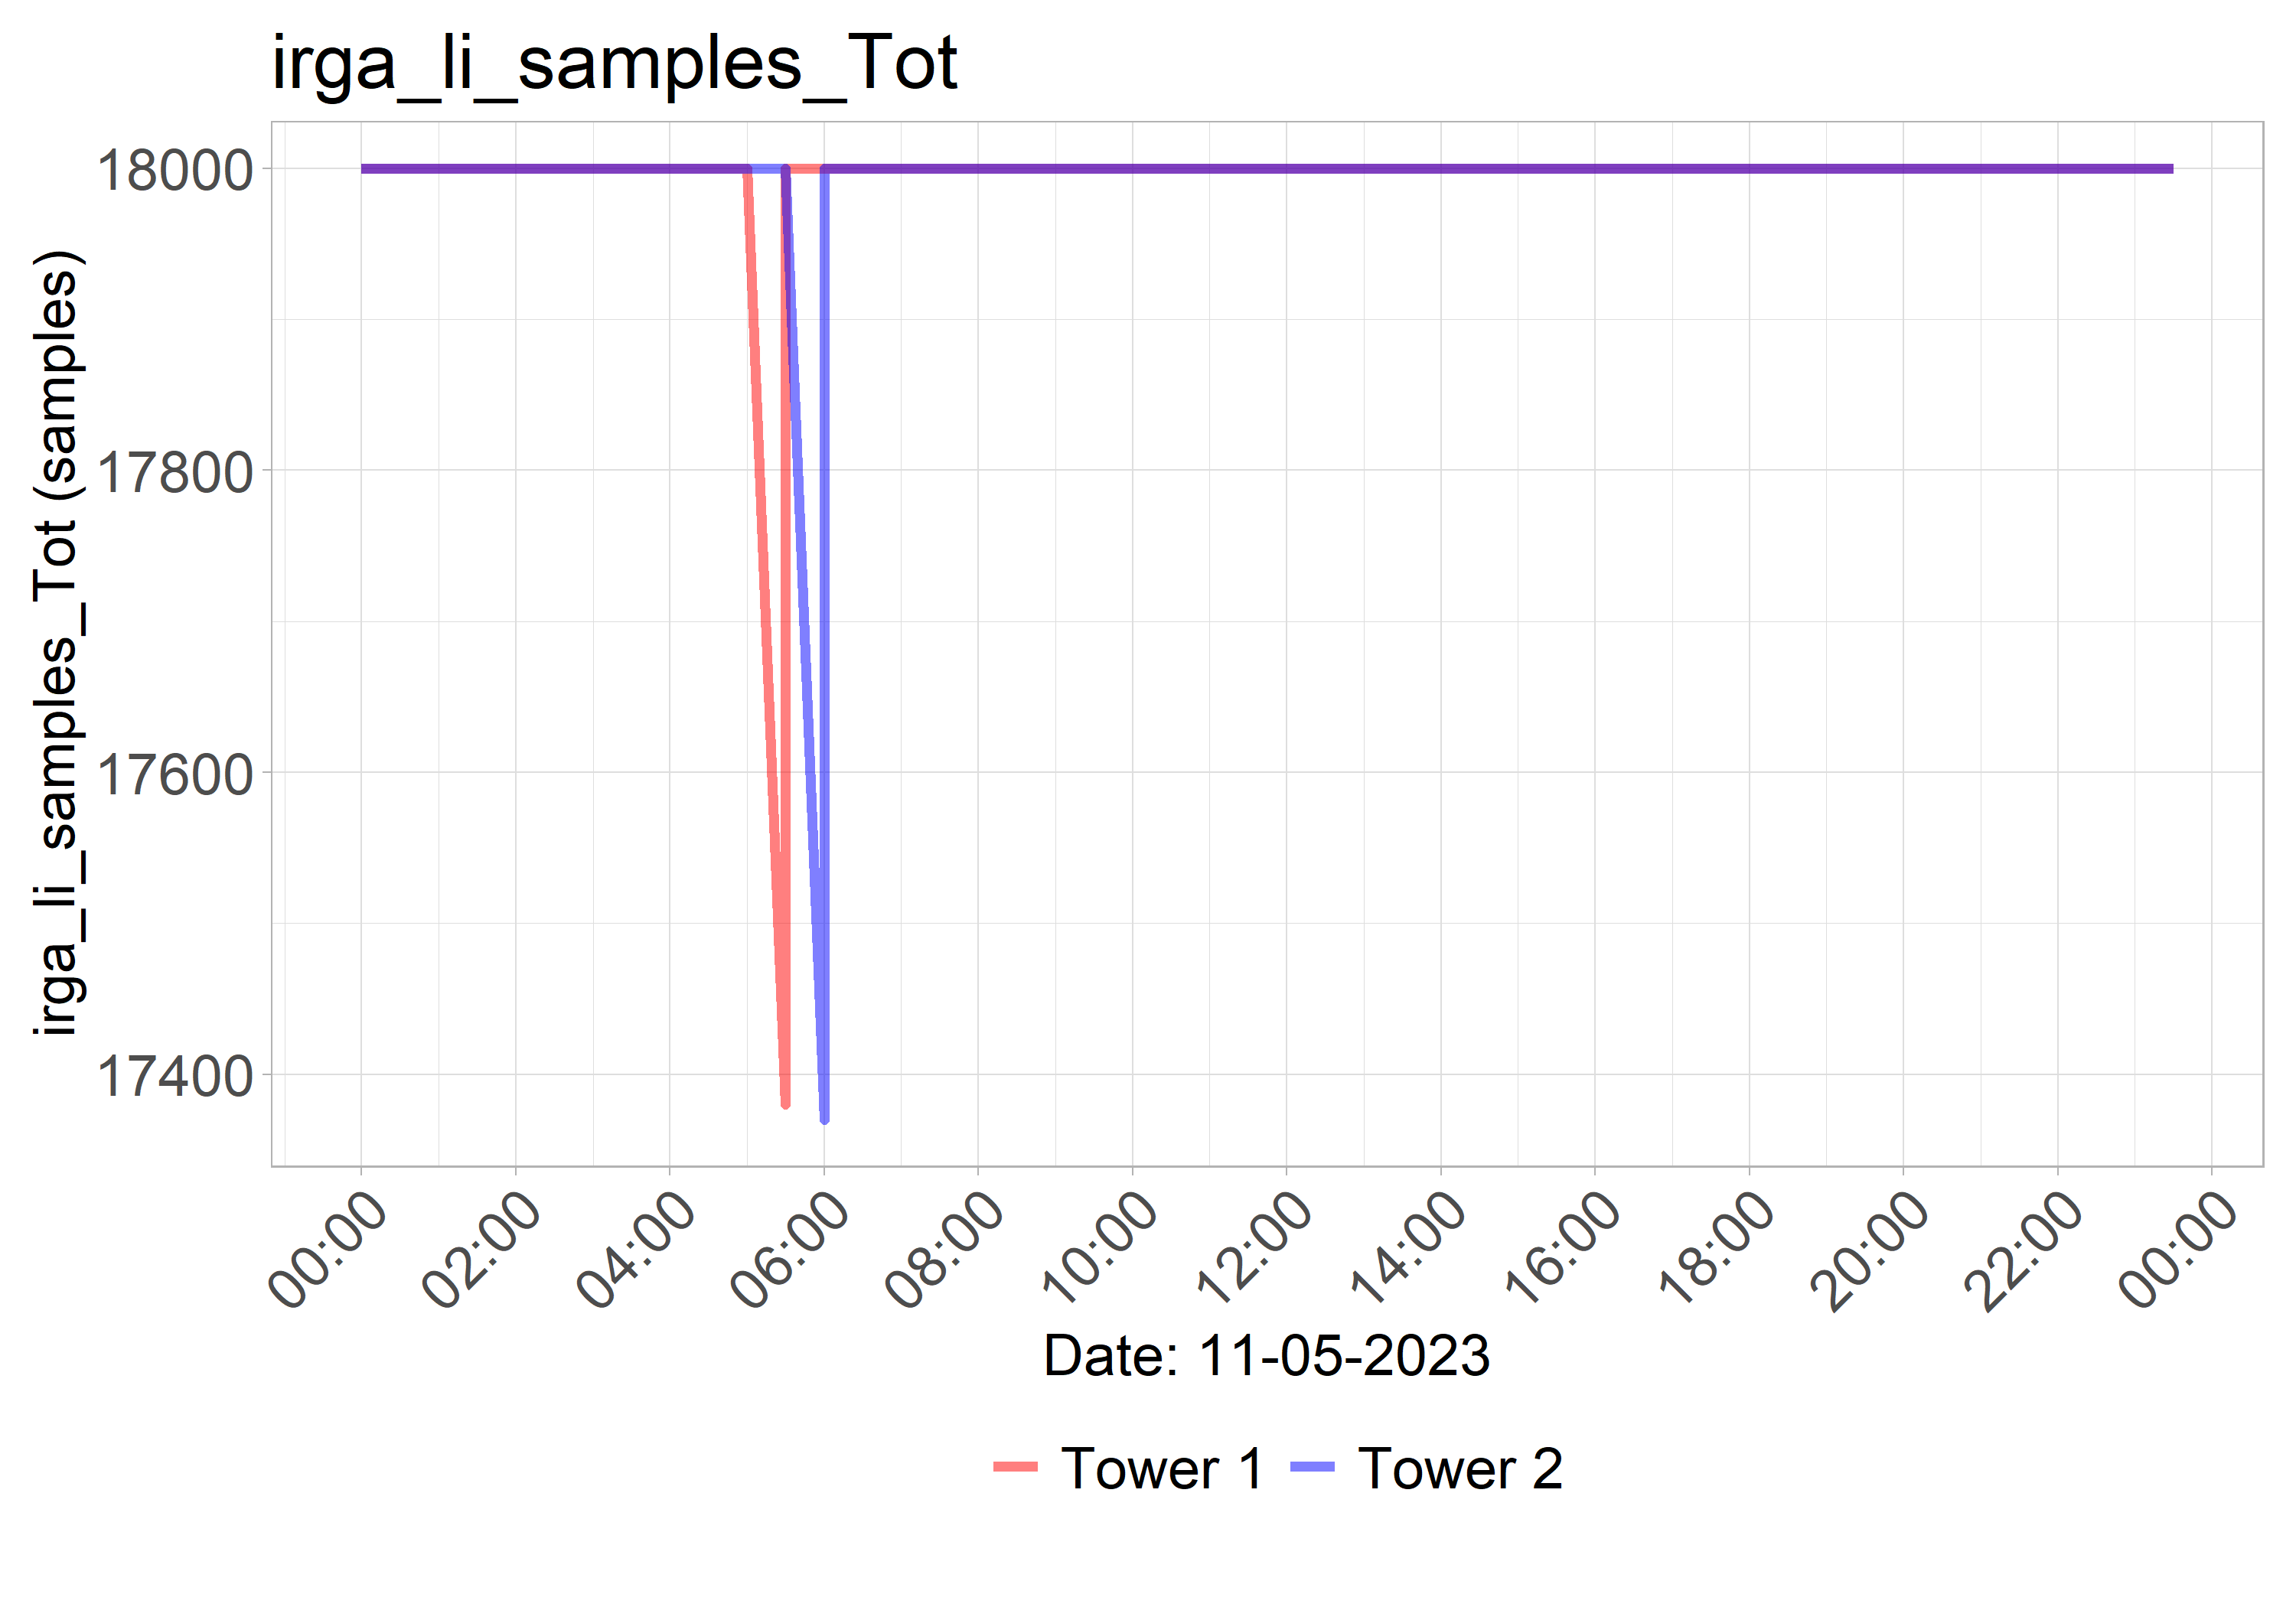 irga_li_samples_Tot
irga_li_samples_Tot (samples)
18000
17800
17600
17400
00:00 02:00 04:00 06:00 08:00 10:00 12:00 14:00 16:00 18:00 20:00 22:00 00:00
Date: 11-05-2023
Tower 1 Tower 2